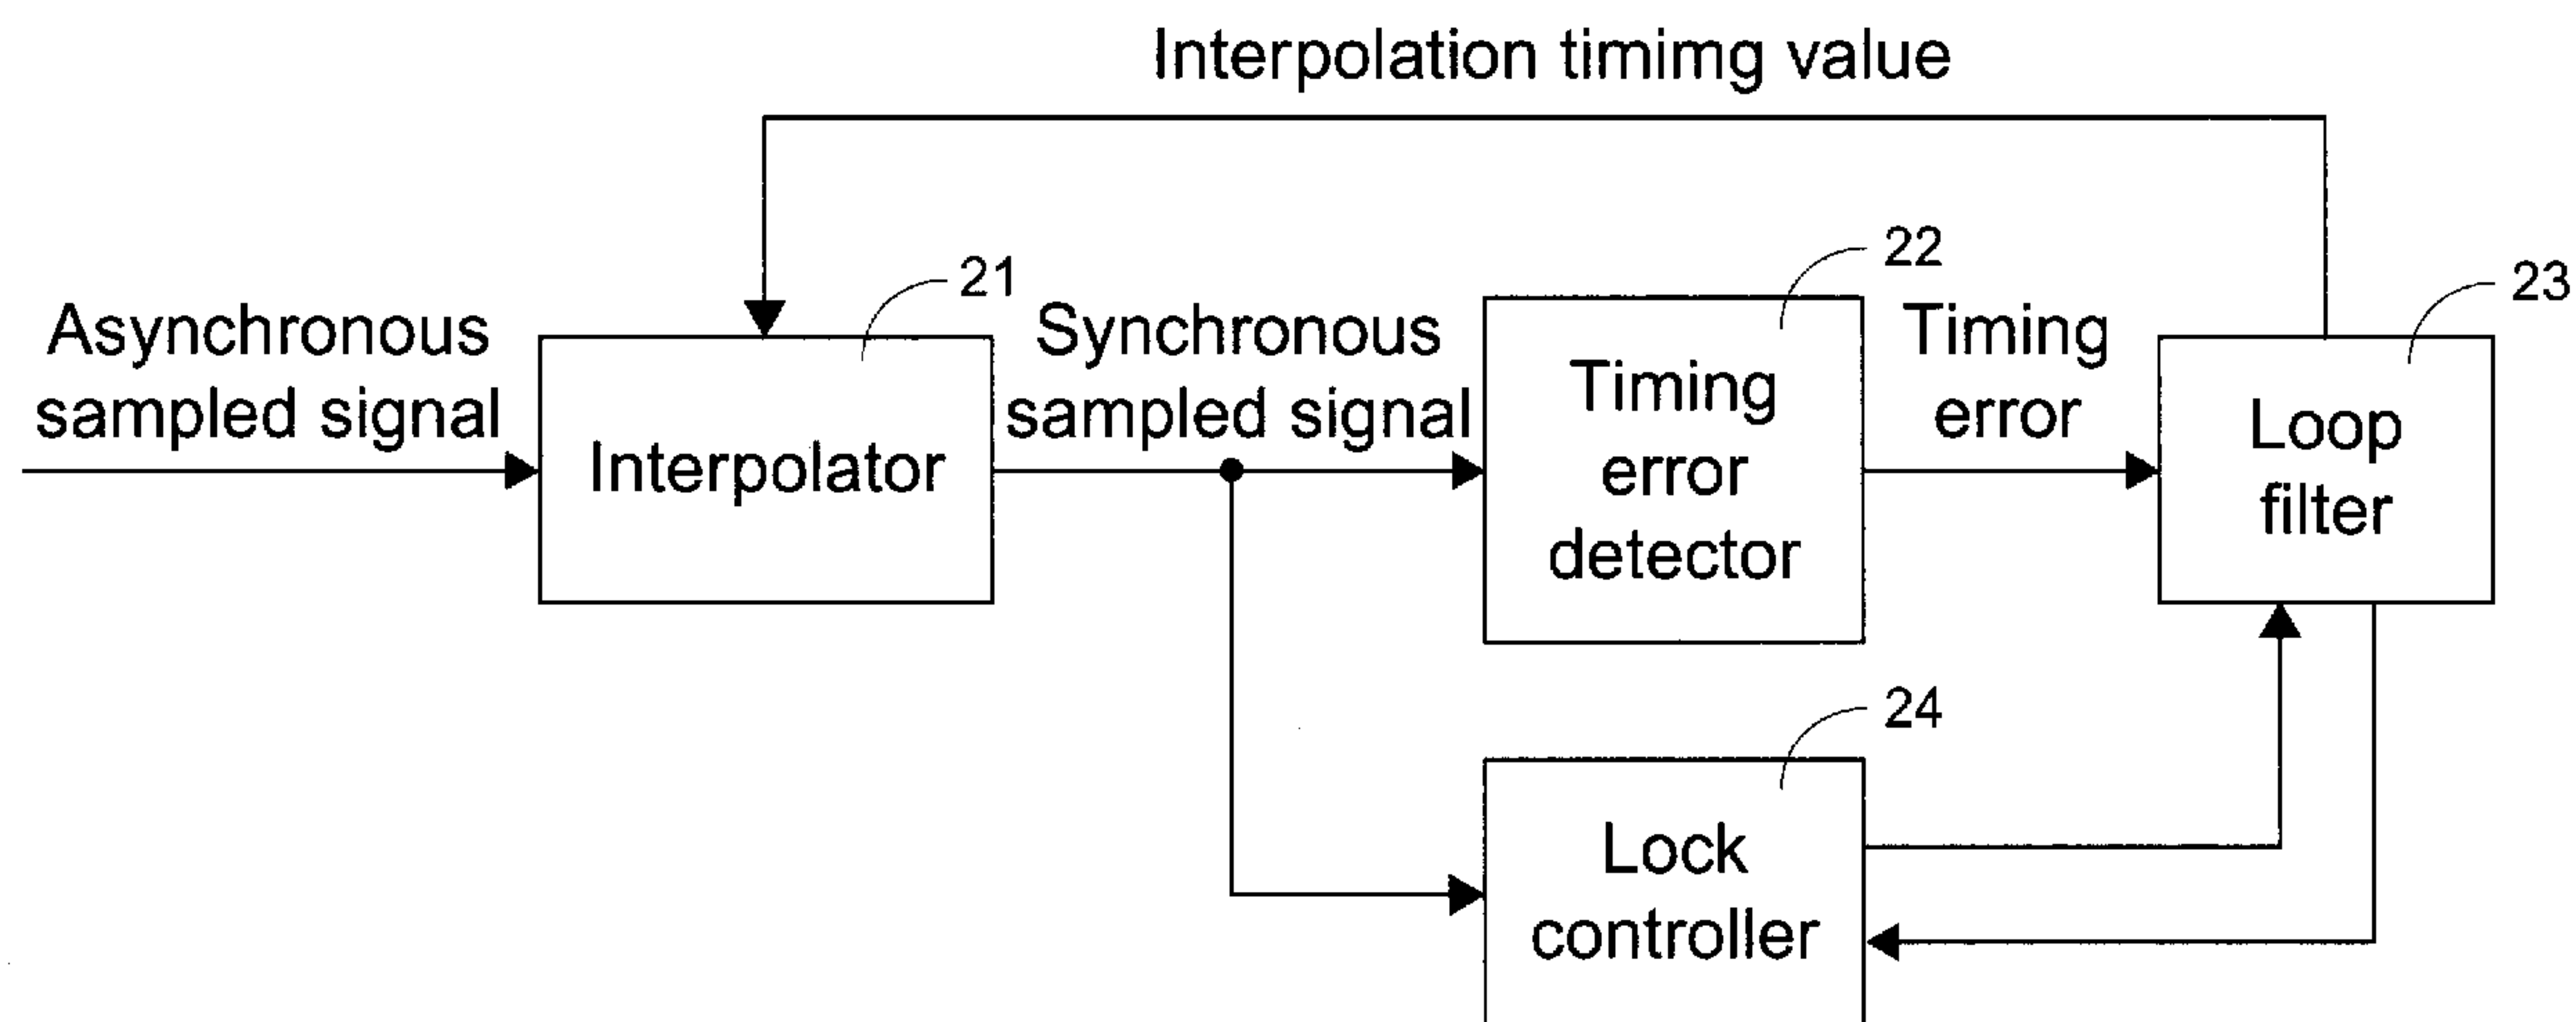 Interpolation timimg value
21
22
23
Asynchronous
sampled signal
Interpolator
Synchronous
sampled signal
Timing
error
detector
Timing
error
Loop
filter
24
Lock
controller